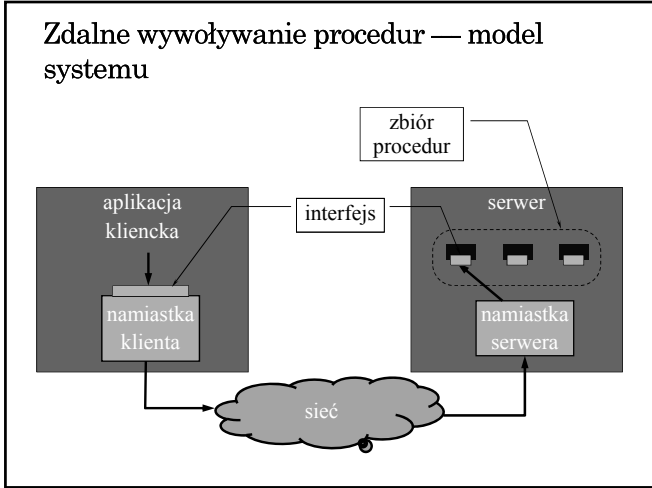 Zdalne wywoływanie procedur — model
systemu
zbiór
procedur
aplikacja
kliencka
interfejs
serwer
namiastka
klienta
namiastka
serwera
sieć